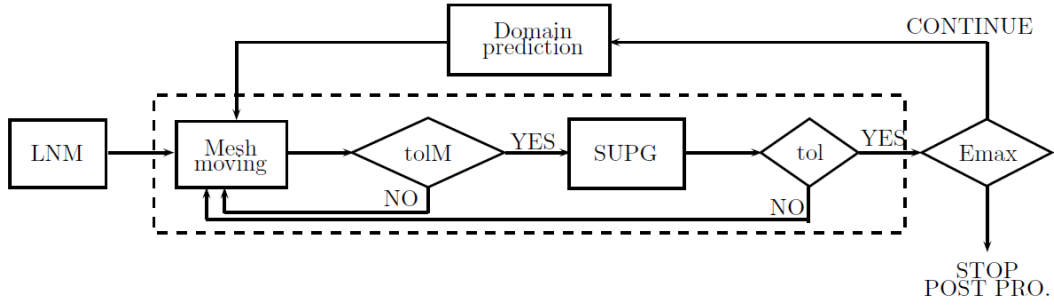 Domain
prediction
CONTINUE
LNM
Mesh
moving
tolM
YES
SUPG
tol
YES
Emax
NO
NO
STOP
POST PRO.